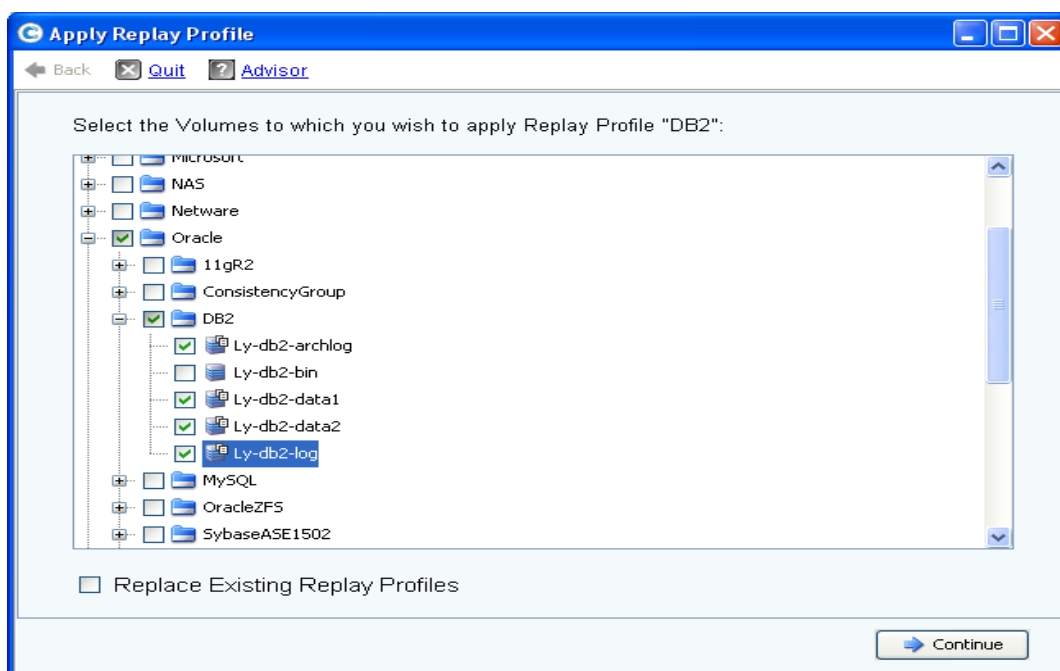 Apply Replay Profile
Back Quit Advisor
Select the Volumes to which you wish to apply Replay Profile "DB2":
Microsoft
NAS
Netware
Oracle
11gR2
ConsistencyGroup
DB2
Ly-db2-archlog
Ly-db2-bin
Ly-db2-data1
Ly-db2-data2
Ly-db2-log
MySQL
OracleZFS
SybaseASE1502
Replace Existing Replay Profiles
Continue